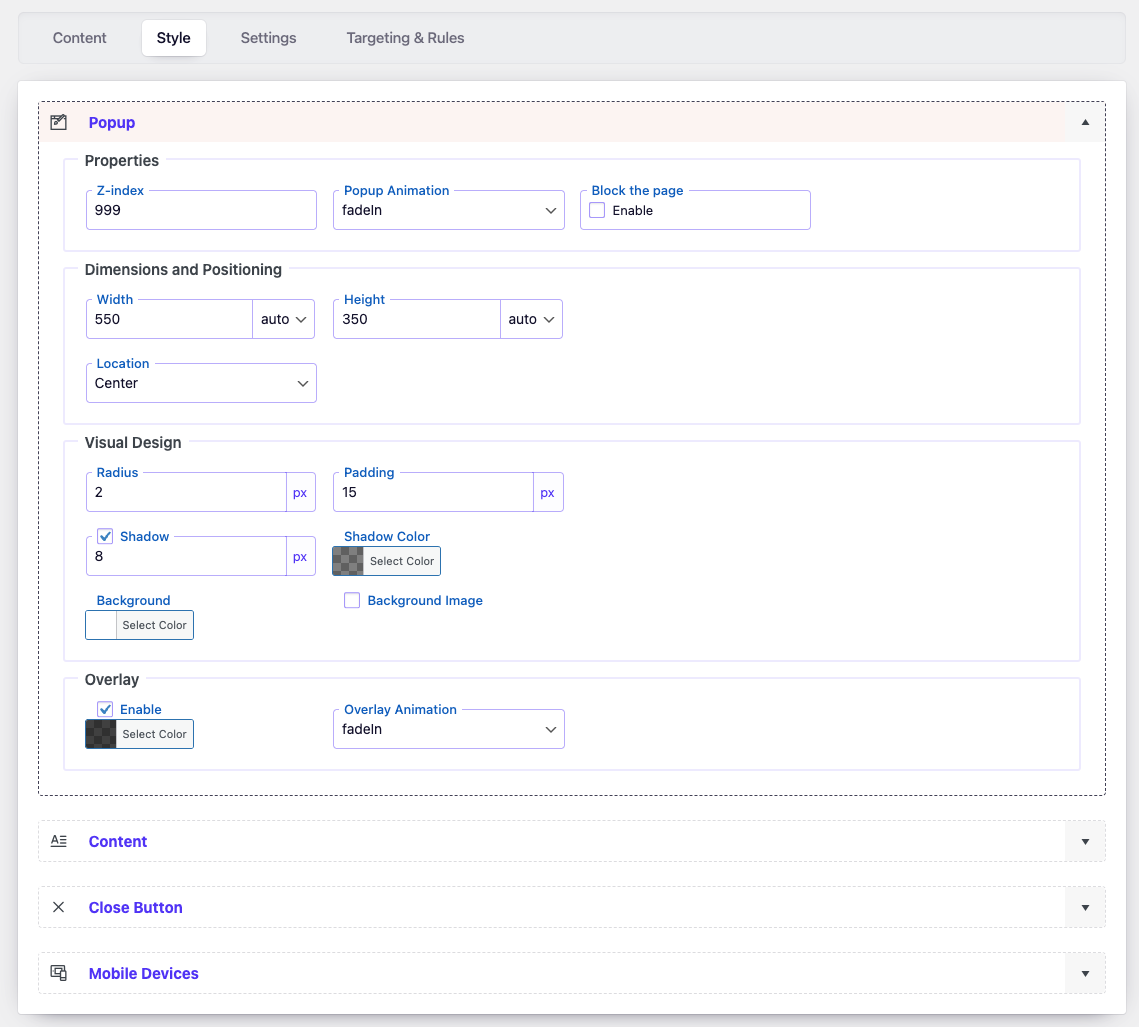 Content Style Settings Targeting & Rules
Popup
Properties
Z-index Popup Animation Block the page
999 fadeIn Enable
Dimensions and Positioning
Width Height
550 auto 350 auto
Location
Center
Visual Design
Radius Padding
2 px 15 px
Shadow Shadow Color
8 px Select Color
Background Background Image
Select Color
Overlay
Enable Overlay Animation
Select Color fadeIn
Content
Close Button
Mobile Devices